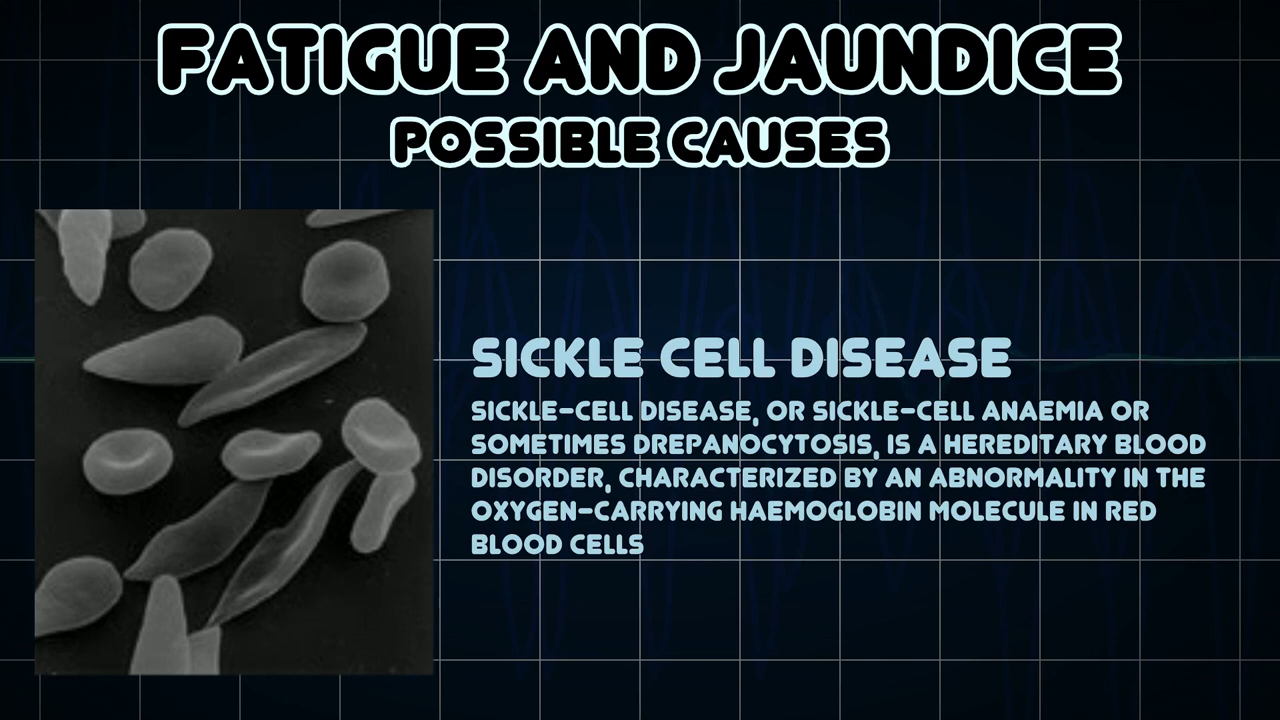 FATIGUE AND JAUNDICE
POSSIBLE CAUSES
SICKLE CELL DISEASE
SICKLE-CELL DISEASE, OR SICKLE-CELL ANAEMIA OR
SOMETIMES DREPANOCYTOSIS, IS A HEREDITARY BLOOD
DISORDER, CHARACTERIZED BY AN ABNORMALITY IN THE
OXYGEN-CARRYING HAEMOGLOBIN MOLECULE IN RED
BLOOD CELLS